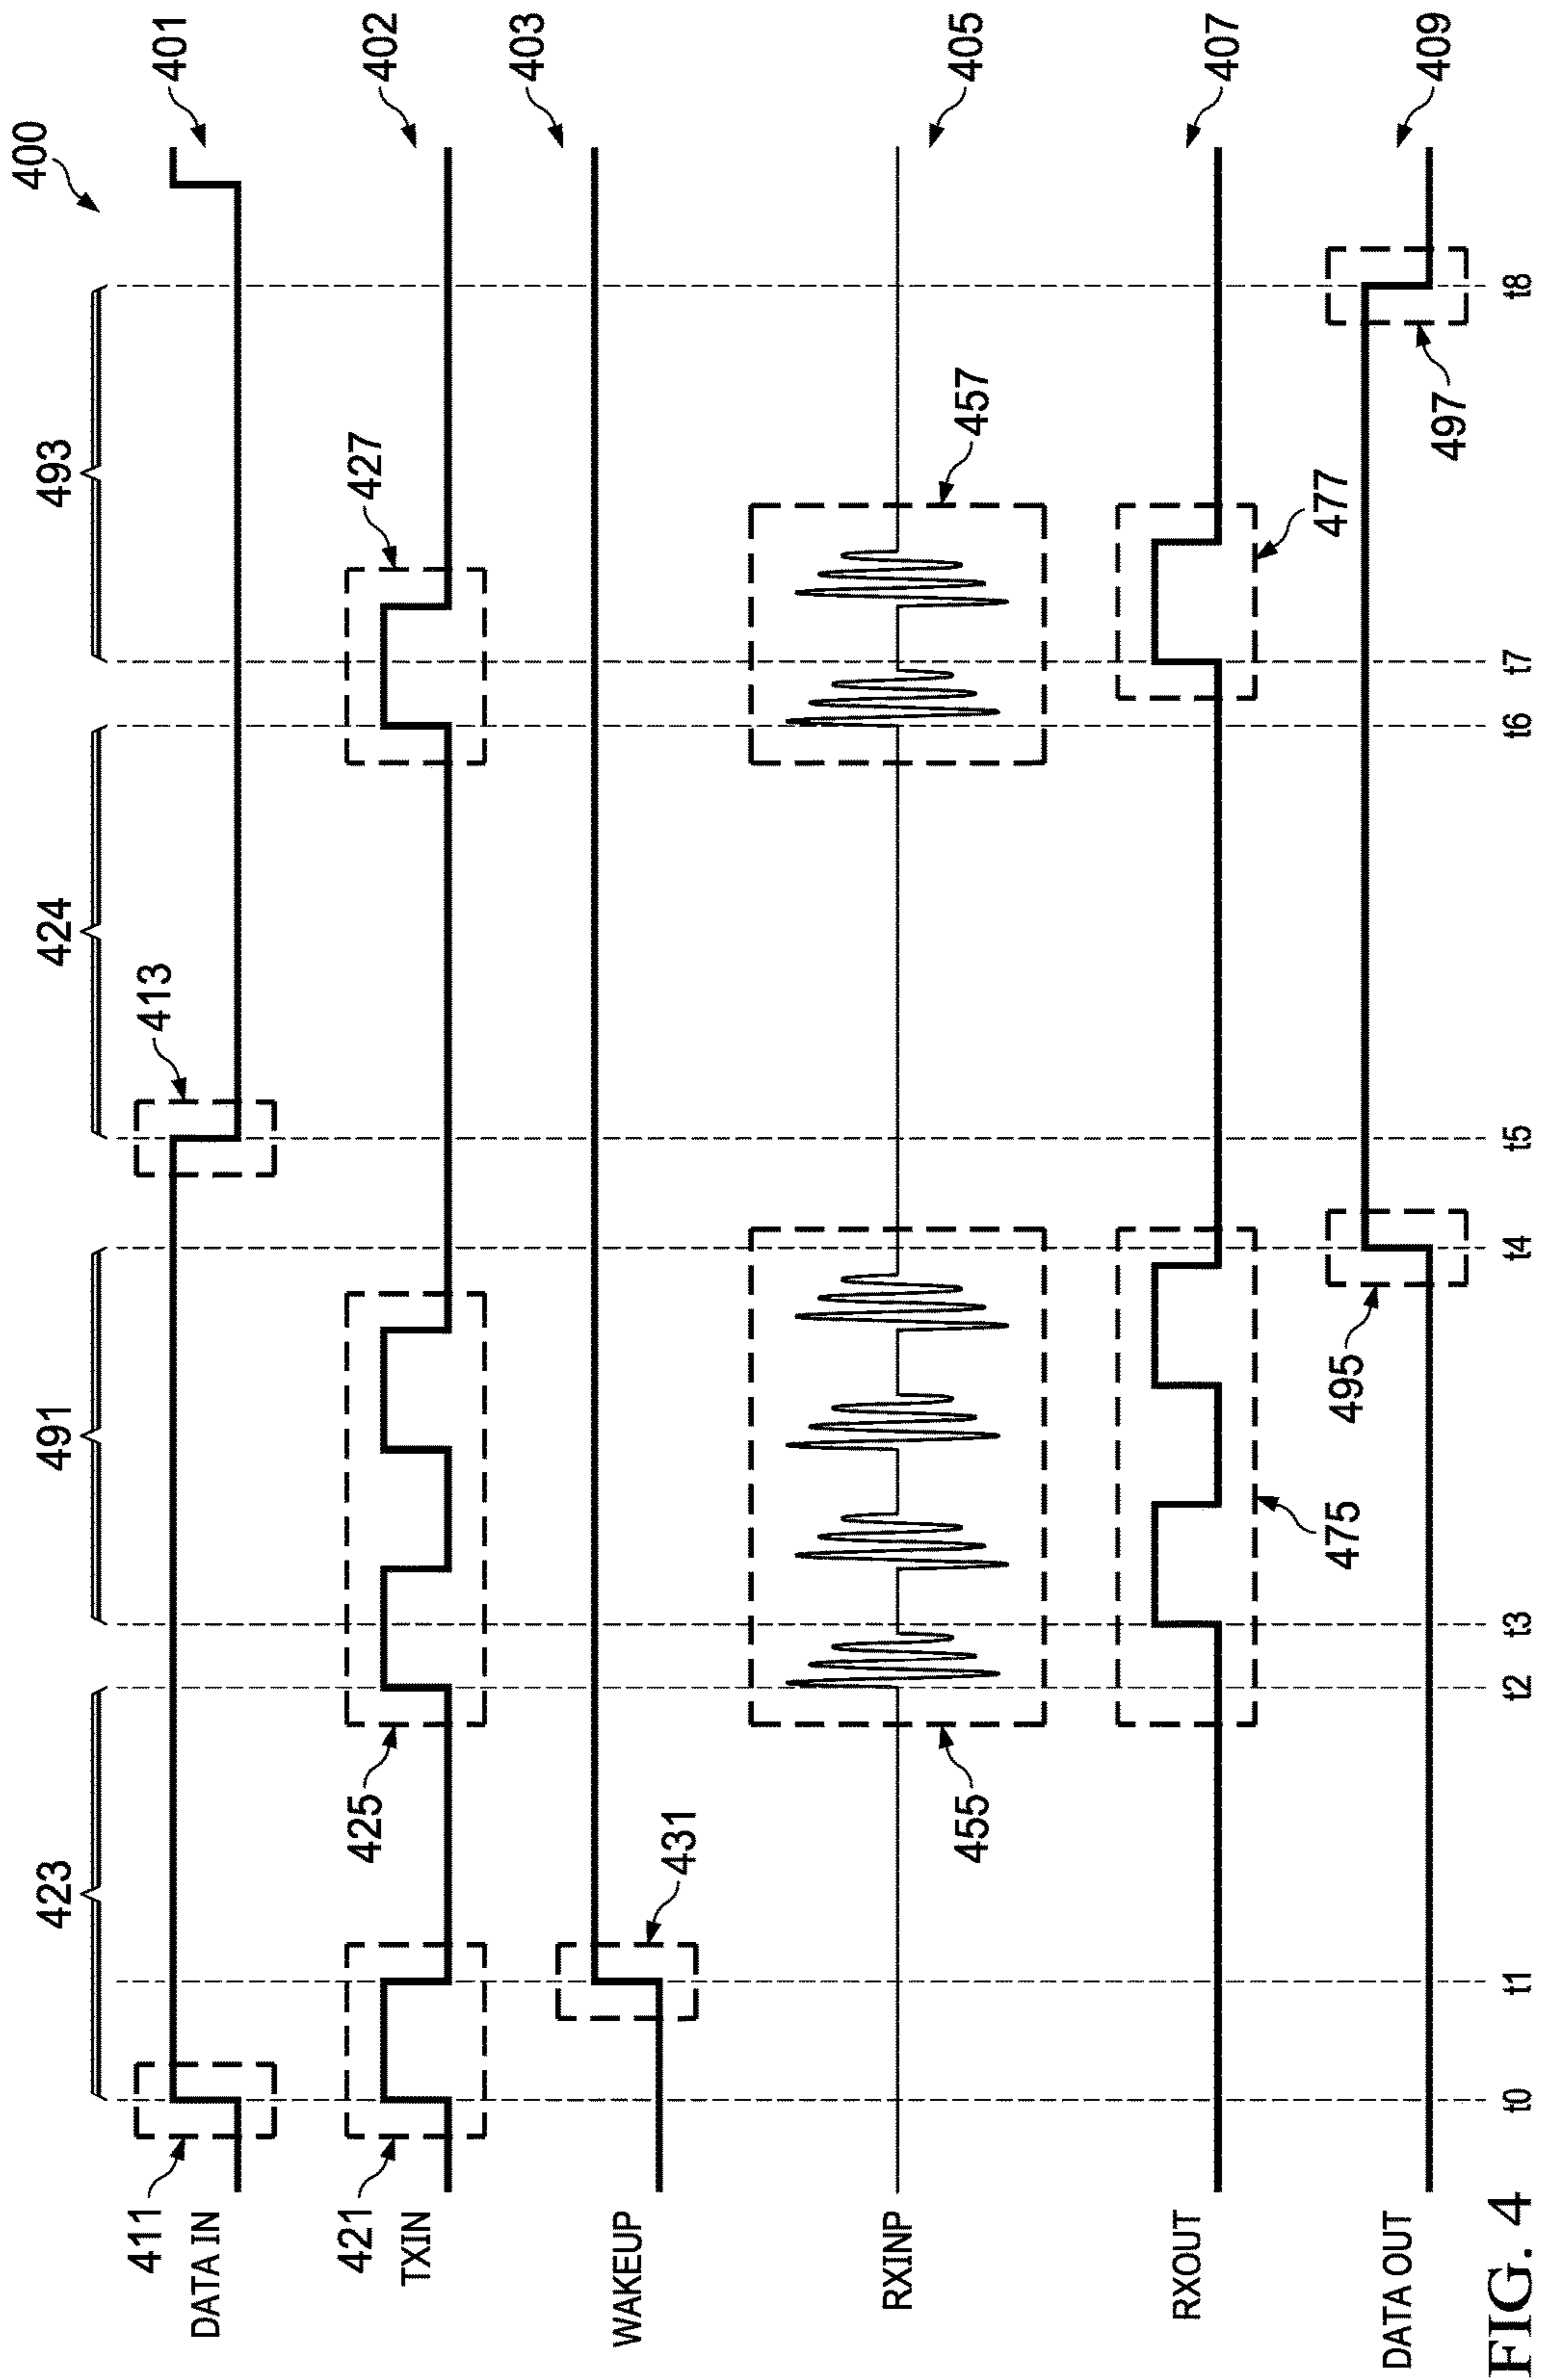 400
423
491
424
493
411
413
401
DATA IN
421
425
427
402
TXIN
431
403
WAKEUP
455
457
405
RXINP
475
477
407
RXOUT
495
497
409
DATA OUT
t0
t1
t2
t3
t4
t5
t6
t7
t8
FIG. 4